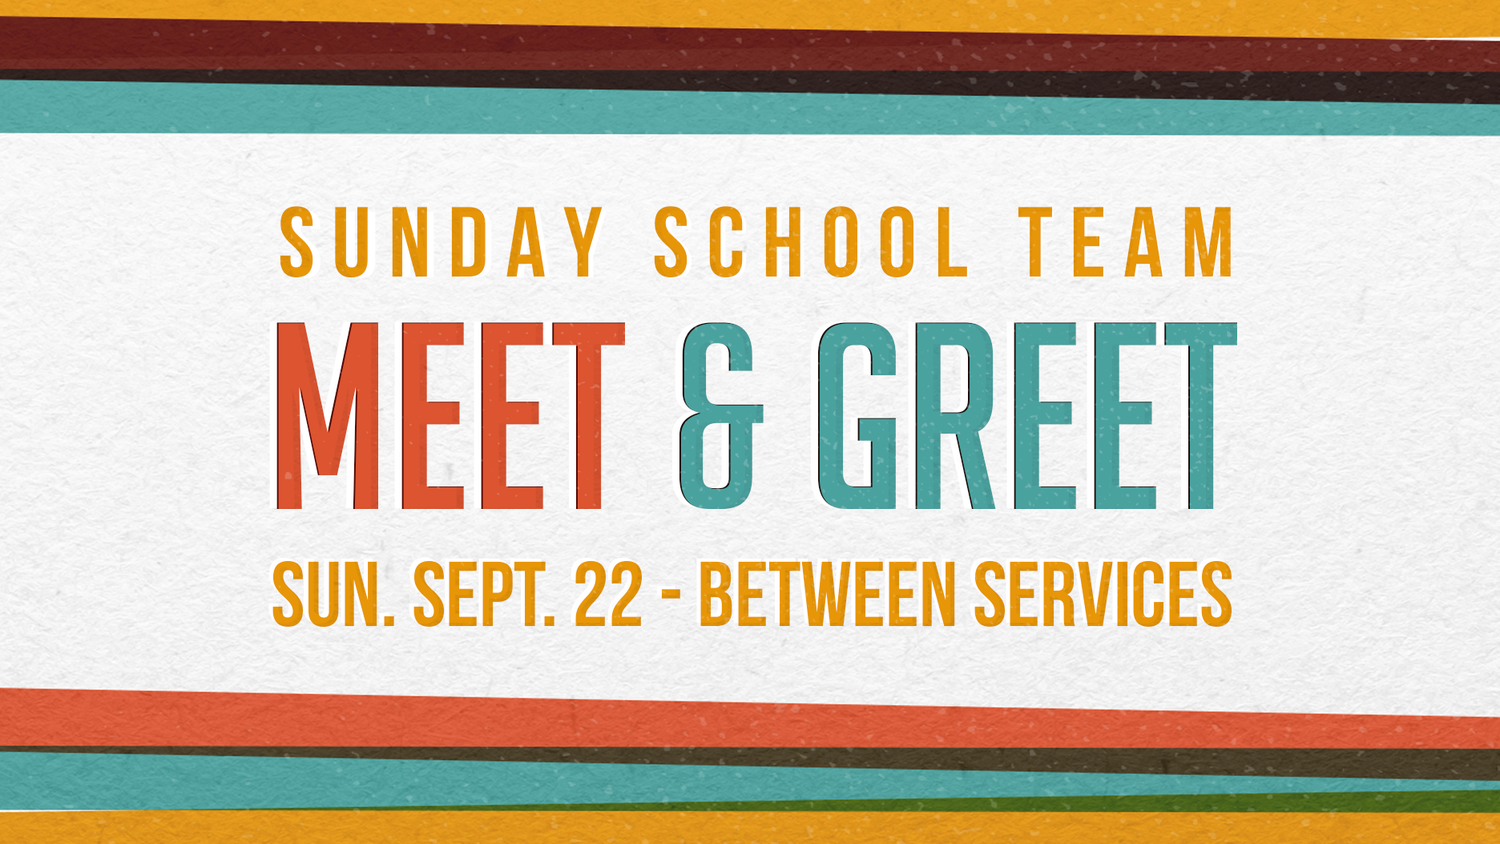 SUNDAY SCHOOL TEAM
MEET & GREET
SUN. SEPT. 22 - BETWEEN SERVICES